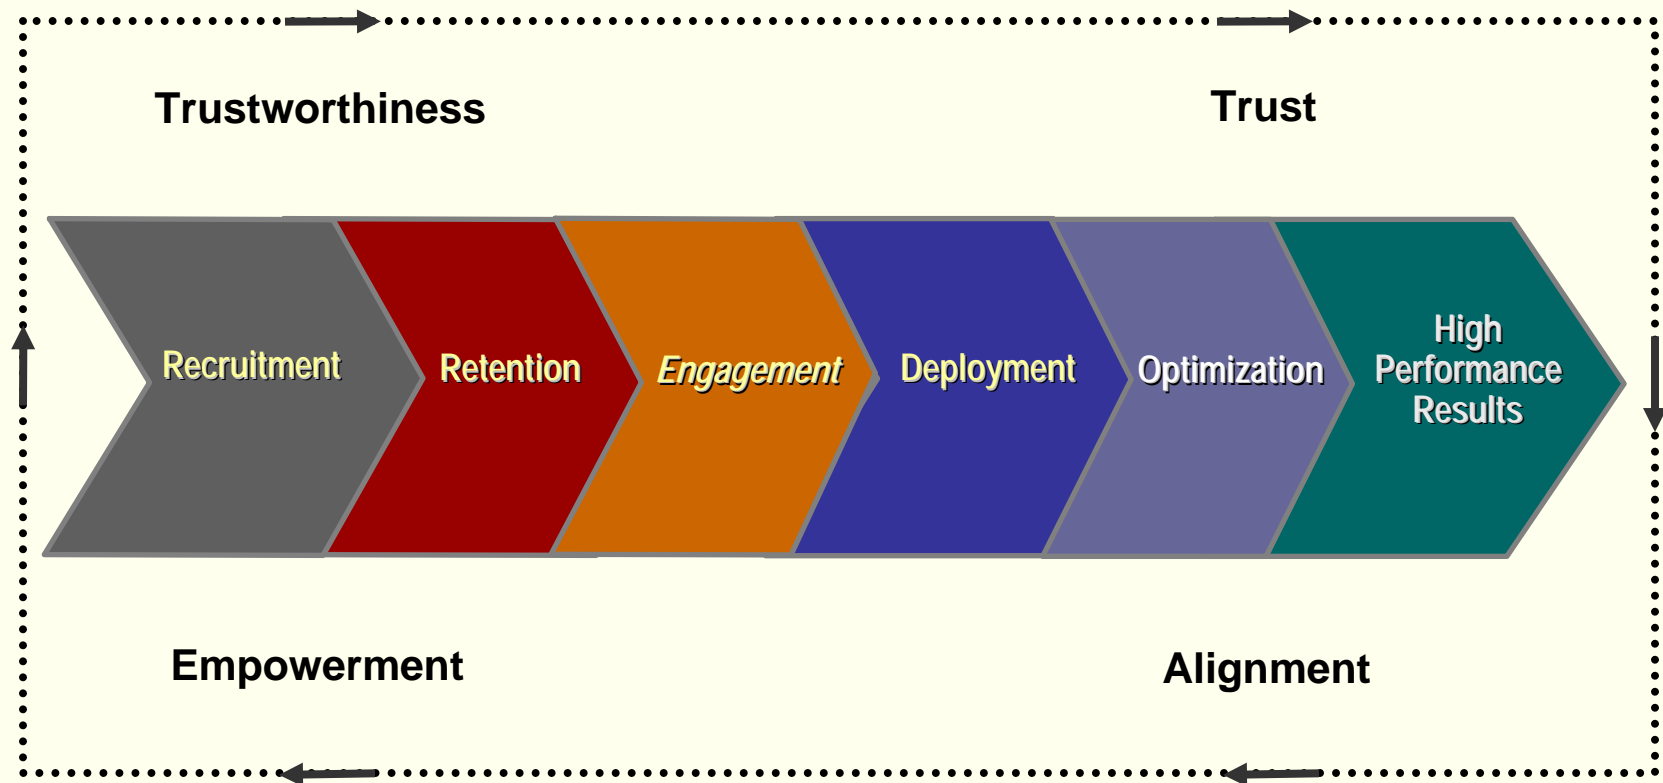 Trustworthiness
Trust
Recruitment
Retention
Engagement
Deployment
Optimization
High
Performance
Results
Empowerment
Alignment